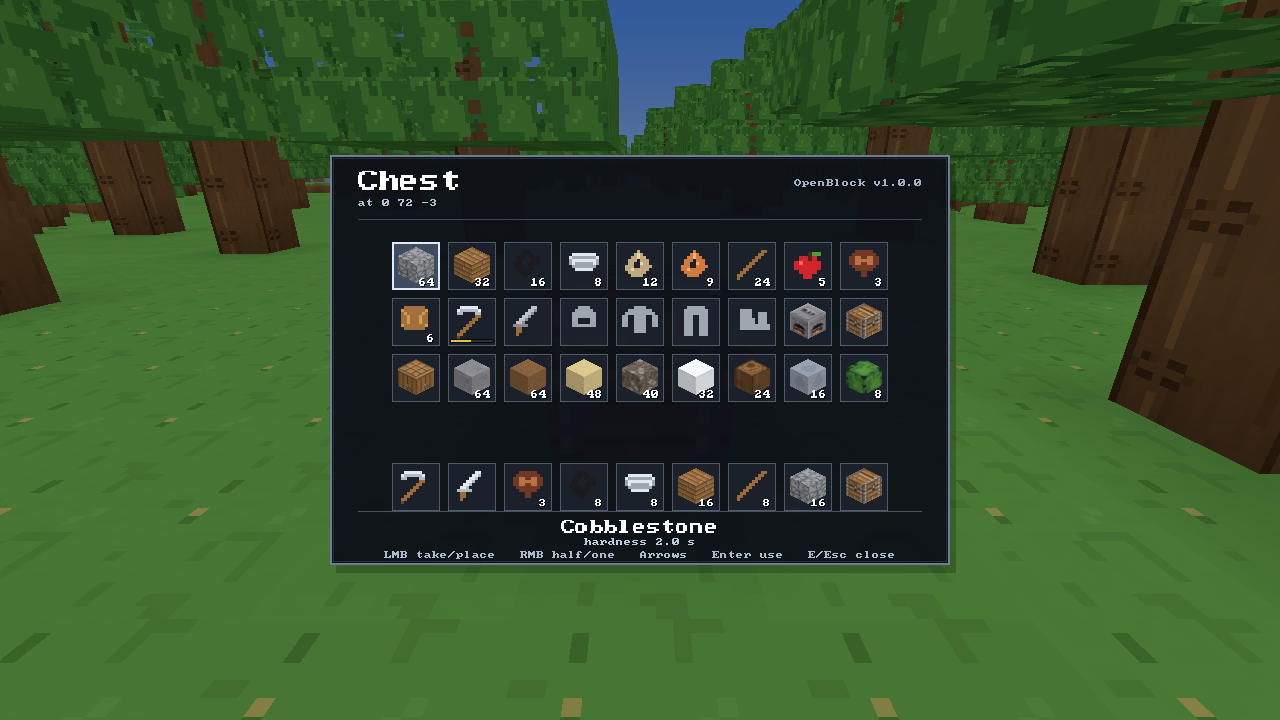 Chest
OpenBlock v1.0.0
at 0 72 -3
64 32 16 8 12 9 24 5 3
6
64 64 48 40 32 24 16 8
3 8 8 16 8 16
Cobblestone
hardness 2.0 s
LMB take/place RMB half/one Arrows Enter use E/Esc close